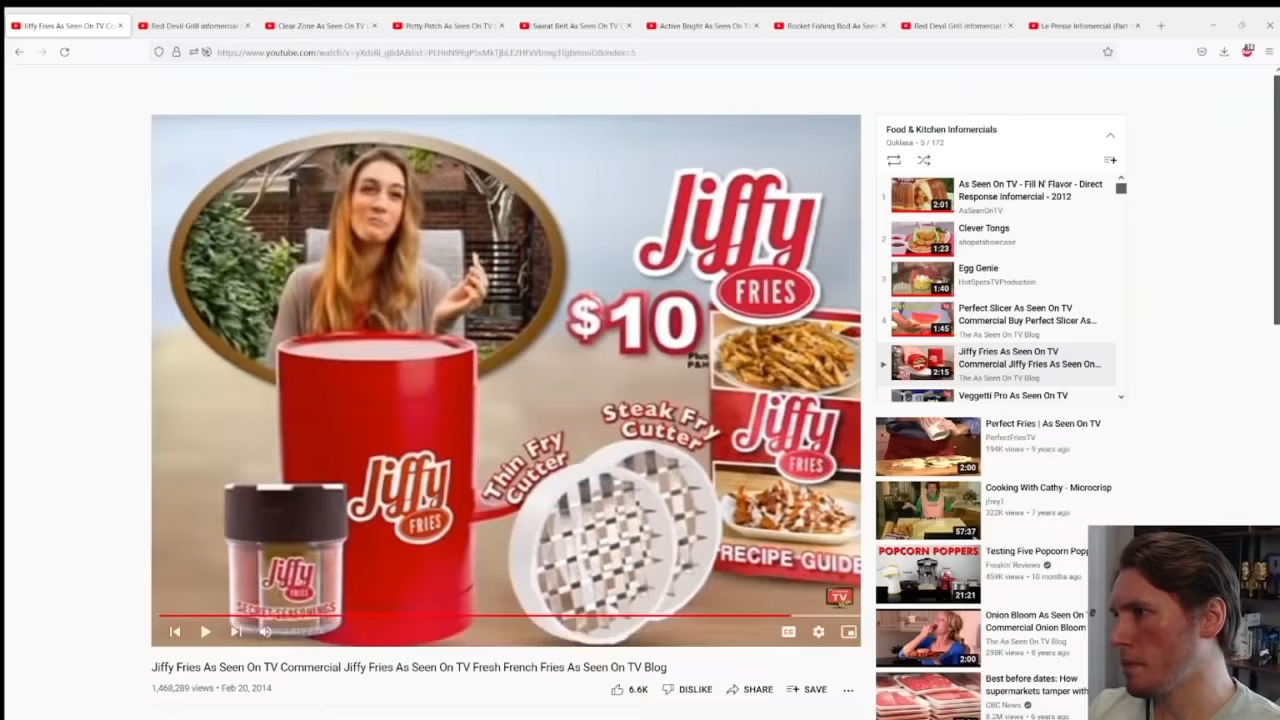 Jiffy Fries As Seen On TV Co
Red Devil Grill infomercial
Clear Zone As Seen On TV
Potty Patch As Seen On TV
Sweat Belt As Seen On TV C
Active Bright As Seen On TV
Rocket Fishing Rod As Seen
Red Devil Grill infomercial
Le Presse Infomercial (Part
Jiffy
FRIES
$10
Plus
P&H
Steak Fry
Cutter
Thin Fry
Cutter
Jiffy
FRIES
Jiffy
FRIES
Jiffy
FRIES
SECRET SEASONINGS
RECIPE GUIDE
TV
Jiffy Fries As Seen On TV Commercial Jiffy Fries As Seen On TV Fresh French Fries As Seen On TV Blog
1,468,289 views • Feb 20, 2014
6.6K
DISLIKE
SHARE
SAVE
Food & Kitchen Infomercials
Quklasa - 5 / 172
1
2:01
As Seen On TV - Fill N' Flavor - Direct
Response Infomercial - 2012
AsSeenOnTV
2
1:23
Clever Tongs
shopatshowcase
3
1:40
Egg Genie
HotSpotsTVProduction
4
1:45
Perfect Slicer As Seen On TV
Commercial Buy Perfect Slicer As...
The As Seen On TV Blog
2:15
Jiffy Fries As Seen On TV
Commercial Jiffy Fries As Seen On...
The As Seen On TV Blog
Veggetti Pro As Seen On TV
2:00
Perfect Fries | As Seen On TV
PerfectFriesTV
194K views • 9 years ago
57:37
Cooking With Cathy - Microcrisp
jfrey1
322K views • 7 years ago
POPCORN POPPERS
21:21
Testing Five Popcorn Popp
Freakin' Reviews
459K views • 10 months ago
2:00
Onion Bloom As Seen On
Commercial Onion Bloom
The As Seen On TV Blog
298K views • 8 years ago
Best before dates: How
supermarkets tamper with
CBC News
8.2M views • 6 years ago